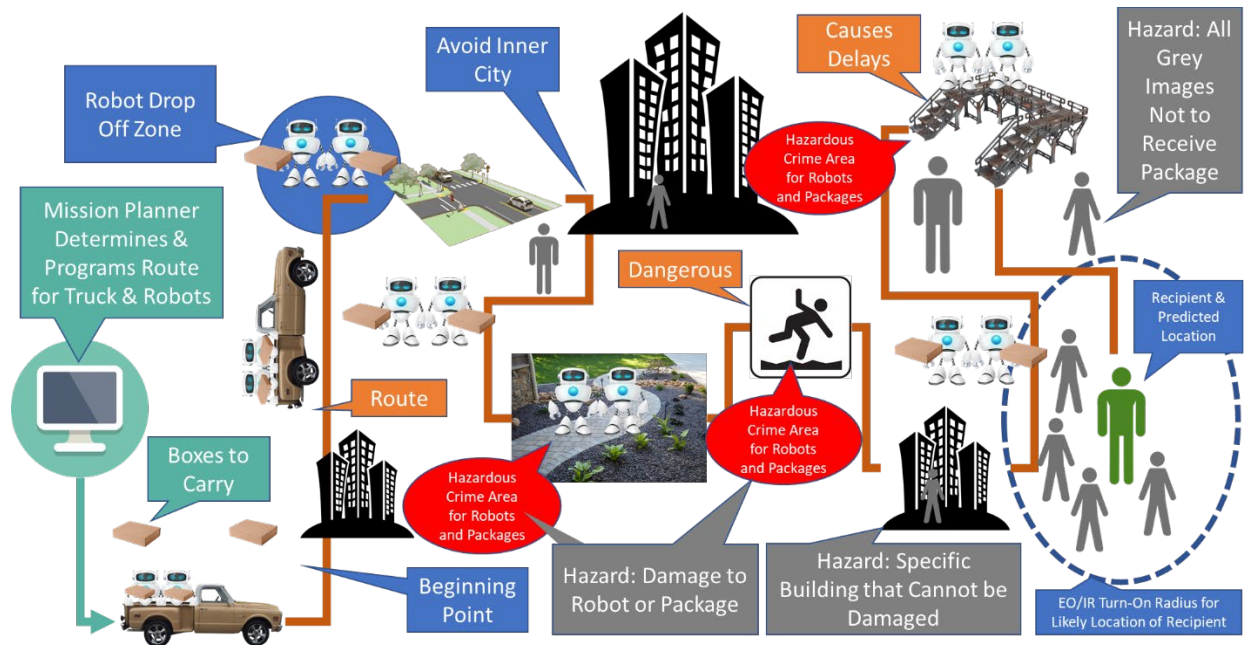 Robot Drop
Off Zone
Avoid Inner
City
Causes
Delays
Hazard: All
Grey
Images
Not to
Receive
Package
Hazardous
Crime Area
for Robots
and Packages
Mission Planner
Determines &
Programs Route
for Truck & Robots
Dangerous
Recipient &
Predicted
Location
Route
Hazardous
Crime Area
for Robots
and Packages
Boxes to
Carry
Hazardous
Crime Area
for Robots
and Packages
Beginning
Point
Hazard: Damage to
Robot or Package
Hazard: Specific
Building that Cannot be
Damaged
EO/IR Turn-On Radius for
Likely Location of Recipient